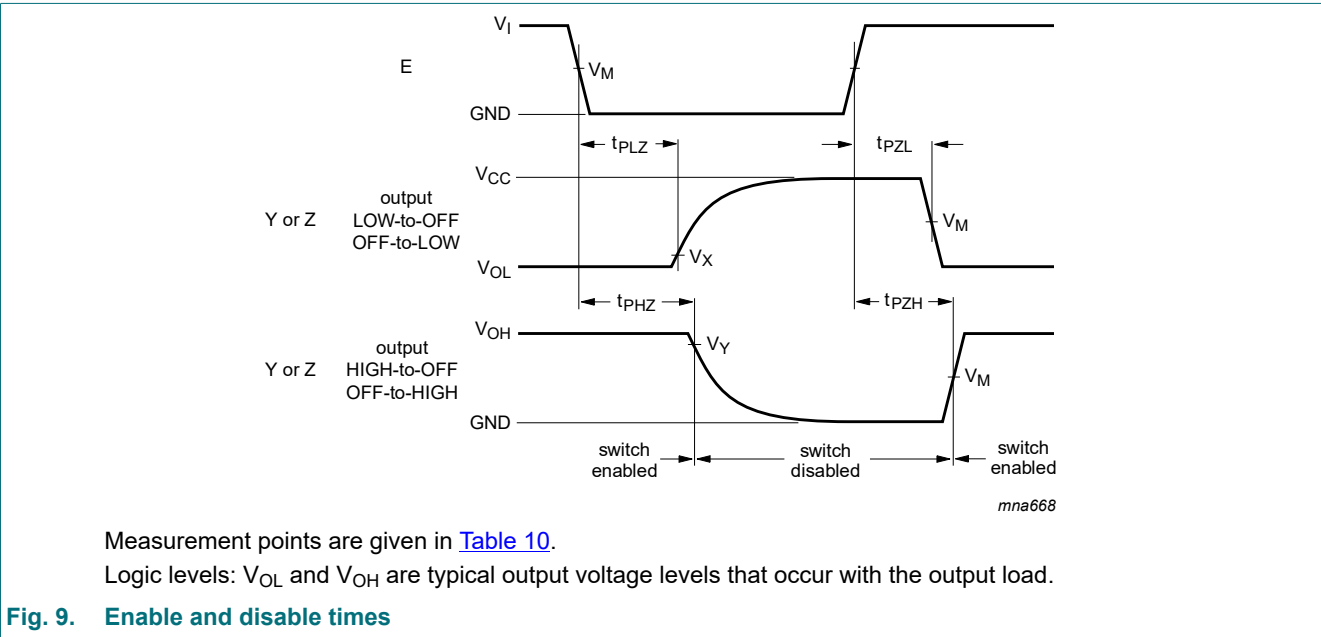 V_I
E
V_M
GND
t_PLZ
t_PZL
V_CC
output
Y or Z
LOW-to-OFF
OFF-to-LOW
V_M
V_X
V_OL
t_PHZ
t_PZH
V_OH
output
Y or Z
HIGH-to-OFF
OFF-to-HIGH
V_Y
V_M
GND
switch
enabled
switch
disabled
switch
enabled
mna668
Measurement points are given in Table 10.
Logic levels: V_OL and V_OH are typical output voltage levels that occur with the output load.
Fig. 9. Enable and disable times